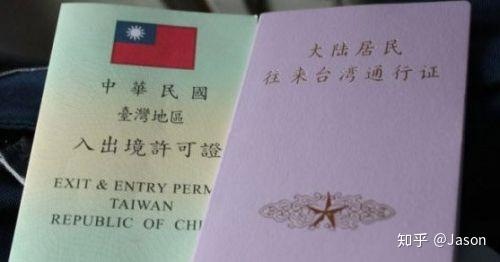 中華民國
臺灣地區
入出境許可證
EXIT & ENTRY PERM
TAIWAN
REPUBLIC OF CHI
大陆居民
往来台湾通行证
知乎 @Jason